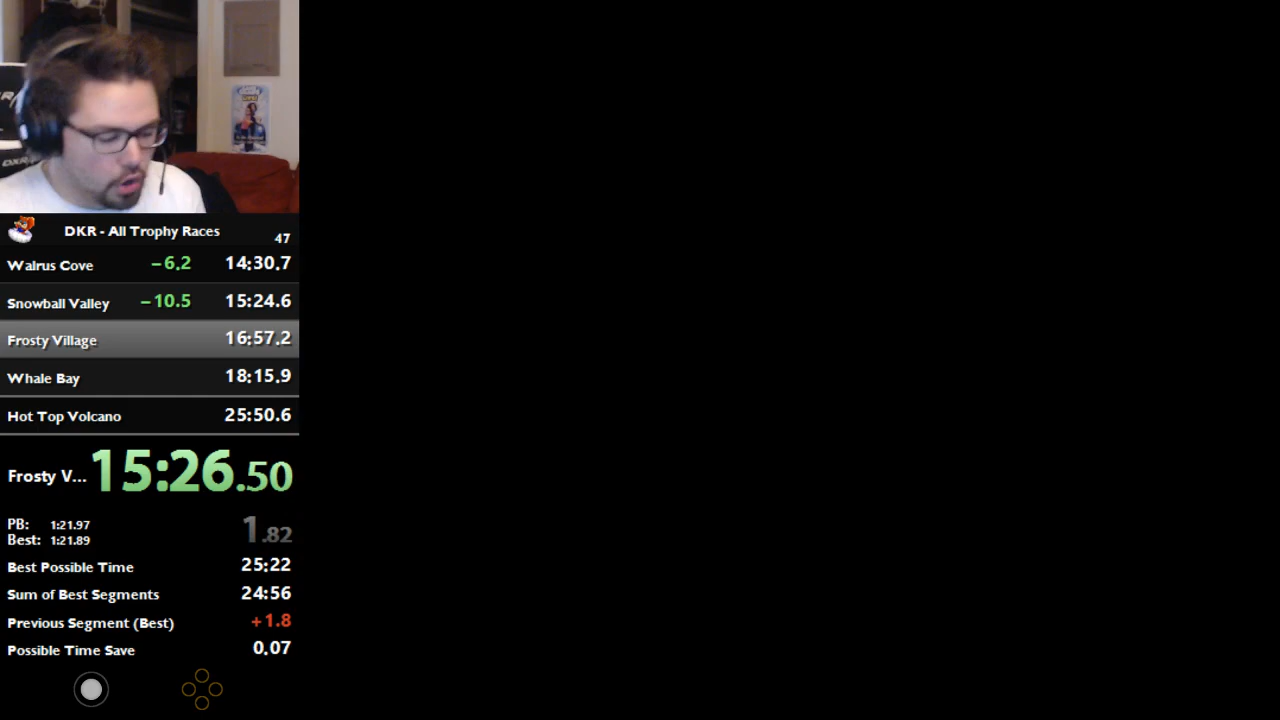 DKR - All Trophy Races
47
Walrus Cove −6.2 14:30.7
Snowball Valley −10.5 15:24.6
Frosty Village 16:57.2
Whale Bay 18:15.9
Hot Top Volcano 25:50.6
Frosty V... 15:26.50
PB: 1:21.97
Best: 1:21.89
1.82
Best Possible Time 25:22
Sum of Best Segments 24:56
Previous Segment (Best) +1.8
Possible Time Save 0.07